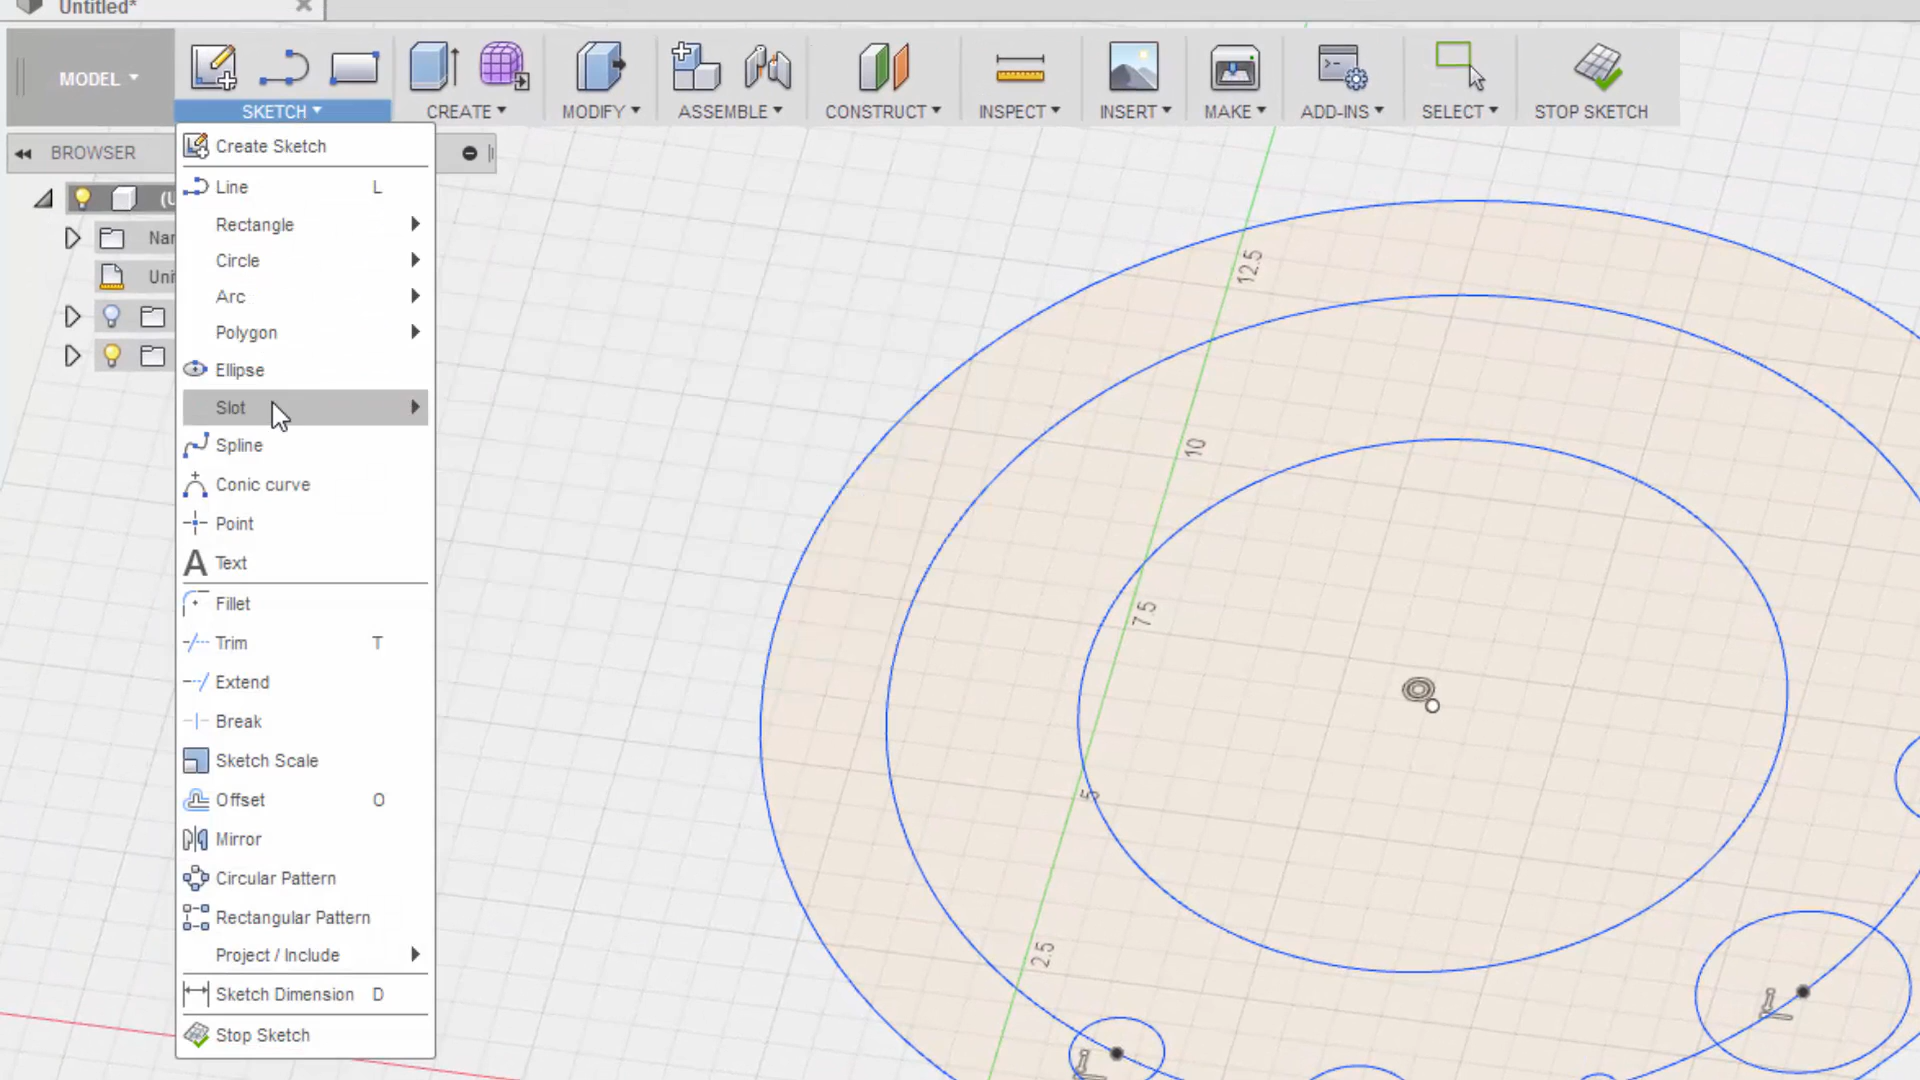 Untitled*
MODEL
SKETCH
CREATE
MODIFY
ASSEMBLE
CONSTRUCT
INSPECT
INSERT
MAKE
ADD-INS
SELECT
STOP SKETCH
BROWSER
(U
Nar
Uni
Create Sketch
Line L
Rectangle
Circle
Arc
Polygon
Ellipse
Slot
Spline
Conic curve
Point
A Text
Fillet
Trim T
Extend
Break
Sketch Scale
Offset O
Mirror
Circular Pattern
Rectangular Pattern
Project / Include
Sketch Dimension D
Stop Sketch
12.5
10
7.5
5
2.5